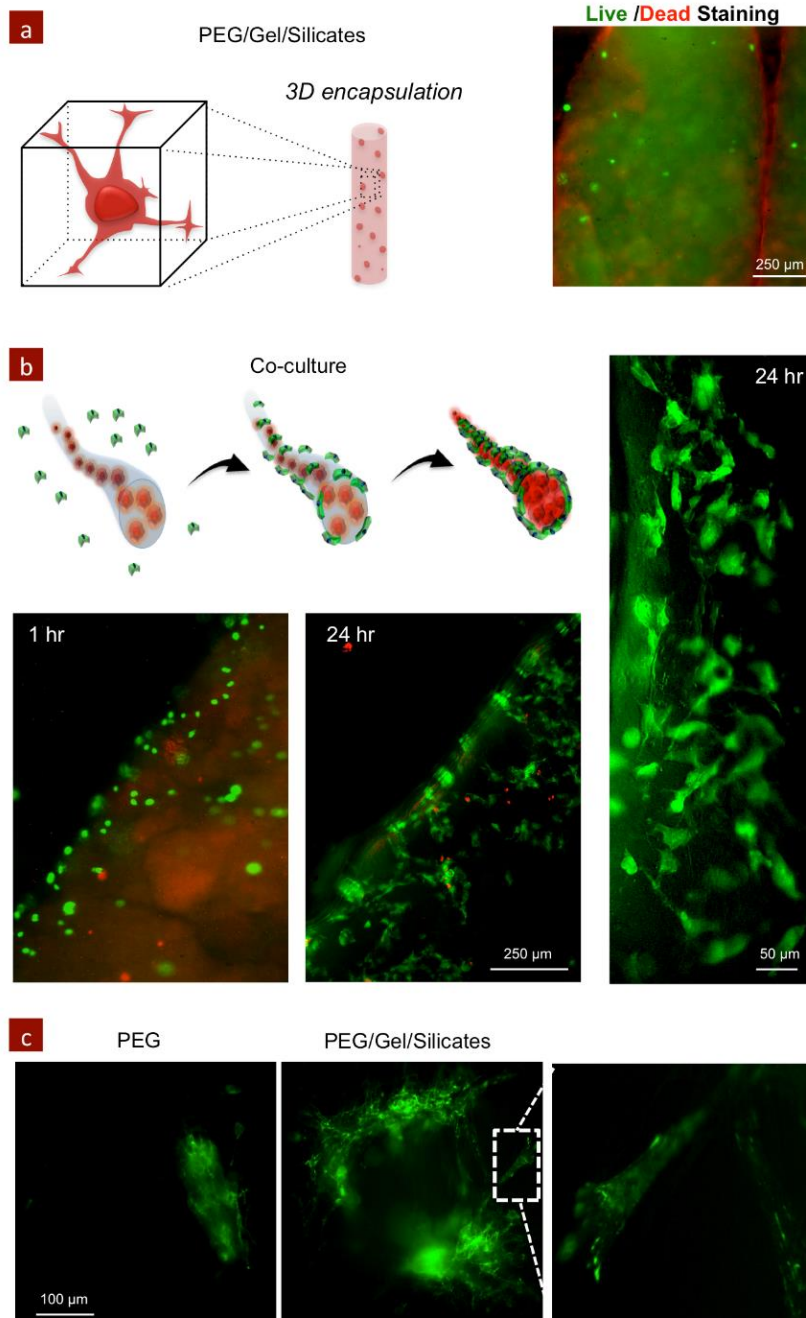 a
PEG/Gel/Silicates
3D encapsulation
Live /Dead Staining
250 µm
b
Co-culture
24 hr
1 hr
24 hr
250 µm
50 µm
c
PEG
PEG/Gel/Silicates
100 µm